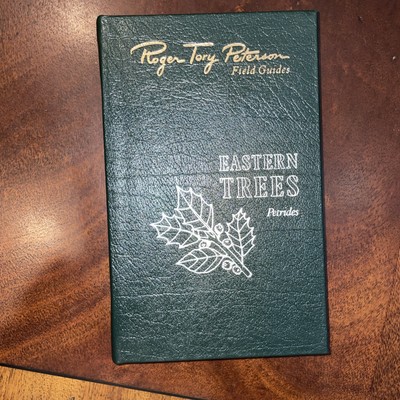 Roger Tory Peterson
Field Guides
EASTERN
TREES
Petrides